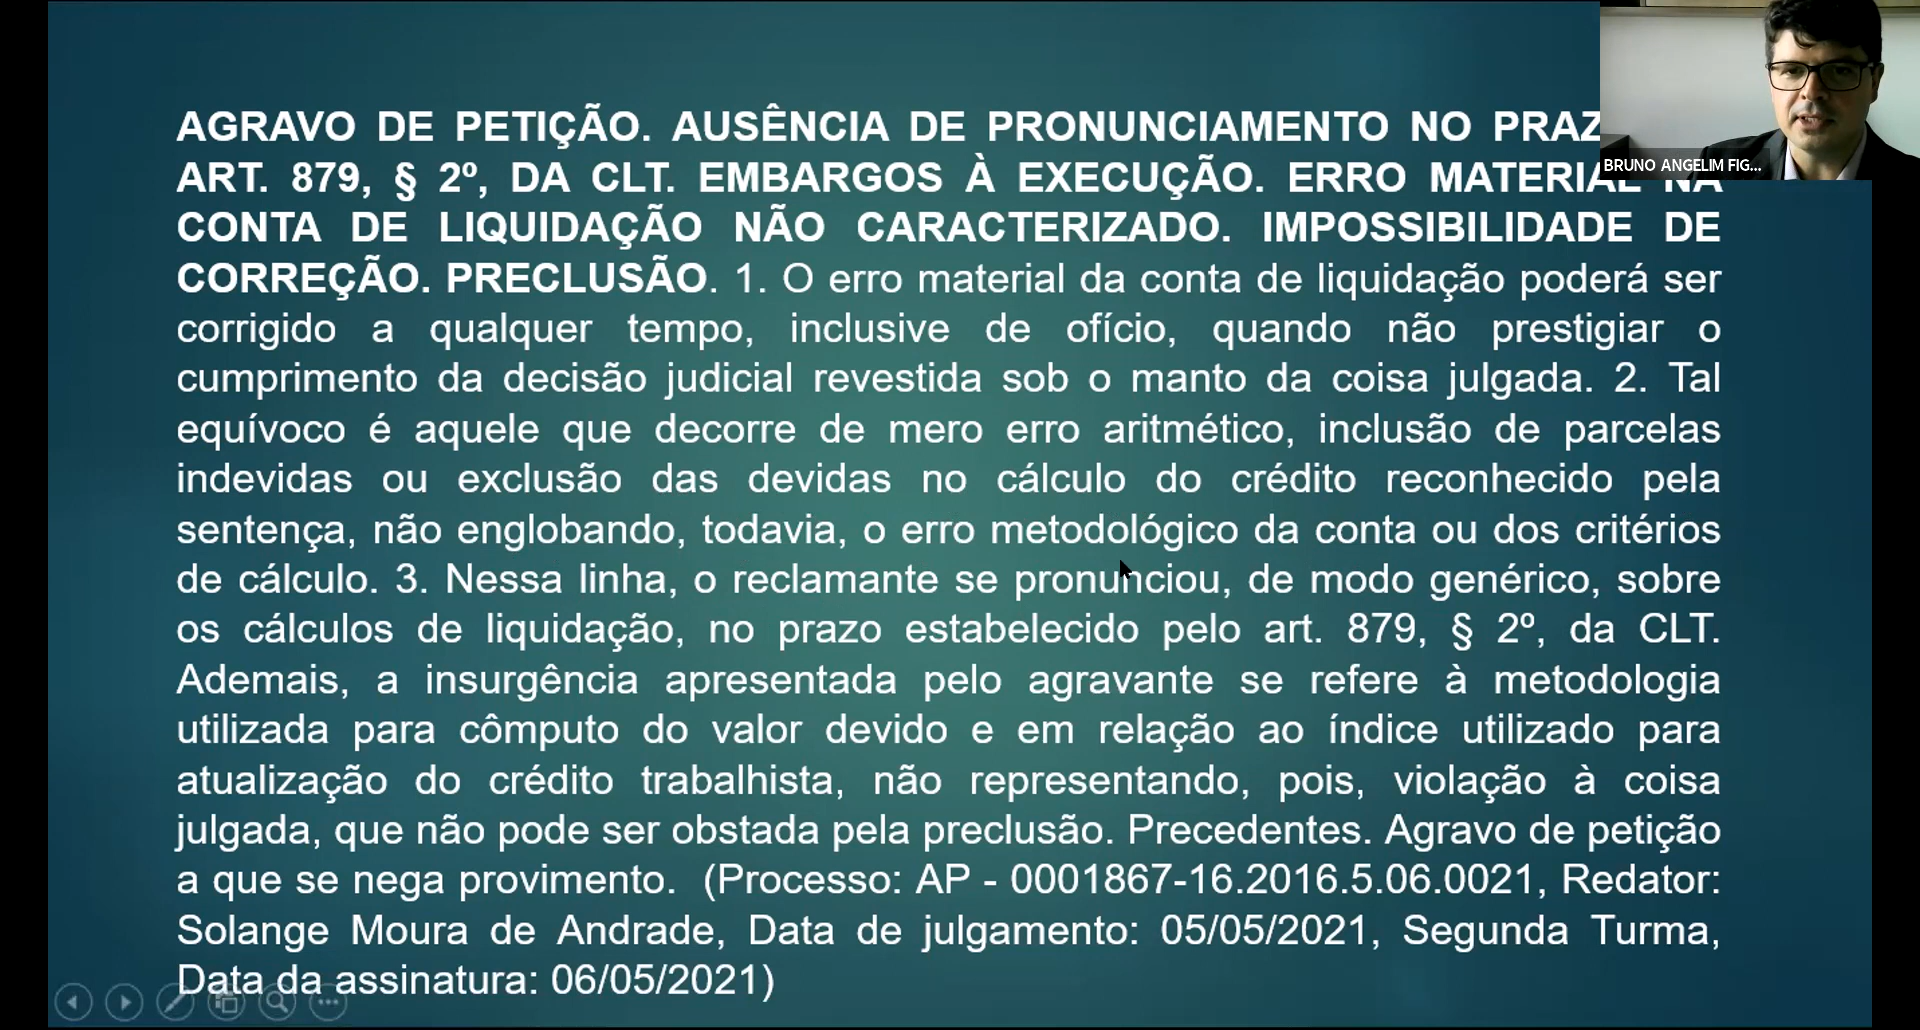 AGRAVO DE PETIÇÃO. AUSÊNCIA DE PRONUNCIAMENTO NO
ART. 879, § 2º, DA CLT. EMBARGOS À EXECUÇÃO. ERRO MATERIAL NA
CONTA DE LIQUIDAÇÃO NÃO CARACTERIZADO. IMPOSSIBILIDADE DE
CORREÇÃO. PRECLUSÃO. 1. O erro material da conta de liquidação poderá ser
corrigido a qualquer tempo, inclusive de ofício, quando não prestigiar o
cumprimento da decisão judicial revestida sob o manto da coisa julgada. 2. Tal
equívoco é aquele que decorre de mero erro aritmético, inclusão de parcelas
indevidas ou exclusão das devidas no cálculo do crédito reconhecido pela
sentença, não englobando, todavia, o erro metodológico da conta ou dos critérios
de cálculo. 3. Nessa linha, o reclamante se pronunciou, de modo genérico, sobre
os cálculos de liquidação, no prazo estabelecido pelo art. 879, § 2º, da CLT.
Ademais, a insurgência apresentada pelo agravante se refere à metodologia
utilizada para cômputo do valor devido e em relação ao índice utilizado para
atualização do crédito trabalhista, não representando, pois, violação à coisa
julgada, que não pode ser obstada pela preclusão. Precedentes. Agravo de petição
a que se nega provimento. (Processo: AP - 0001867-16.2016.5.06.0021, Redator:
Solange Moura de Andrade, Data de julgamento: 05/05/2021, Segunda Turma,
Data da assinatura: 06/05/2021)
BRUNO ANGELIM FIG...